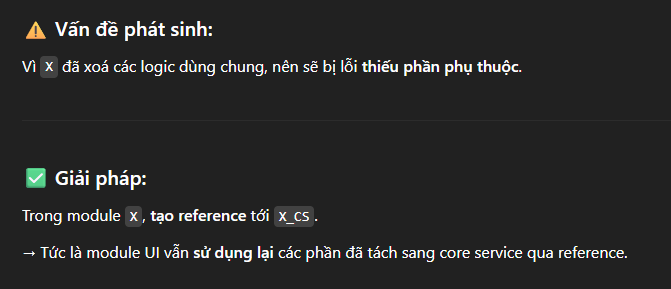 ⚠️ Vấn đề phát sinh:
Vì X đã xoá các logic dùng chung, nên sẽ bị lỗi thiếu phần phụ thuộc.
✅ Giải pháp:
Trong module X, tạo reference tới X_CS.
→ Tức là module UI vẫn sử dụng lại các phần đã tách sang core service qua reference.